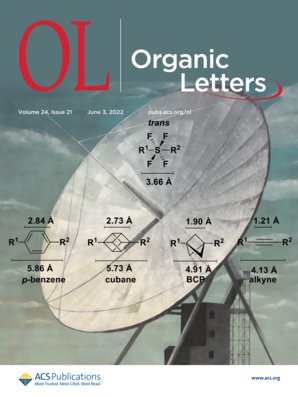 OL
Organic
Letters
Volume 24, Issue 21 June 3, 2022 pubs.acs.org/ol
trans
F F
R¹ S R²
F F
3.66 Å
2.84 Å 2.73 Å 1.90 Å 1.21 Å
R¹ R² R¹ R² R¹ R² R¹ R²
5.86 Å 5.73 Å 4.91 Å 4.13 Å
p-benzene cubane BCP alkyne
ACS Publications
Most Trusted. Most Cited. Most Read.
www.acs.org